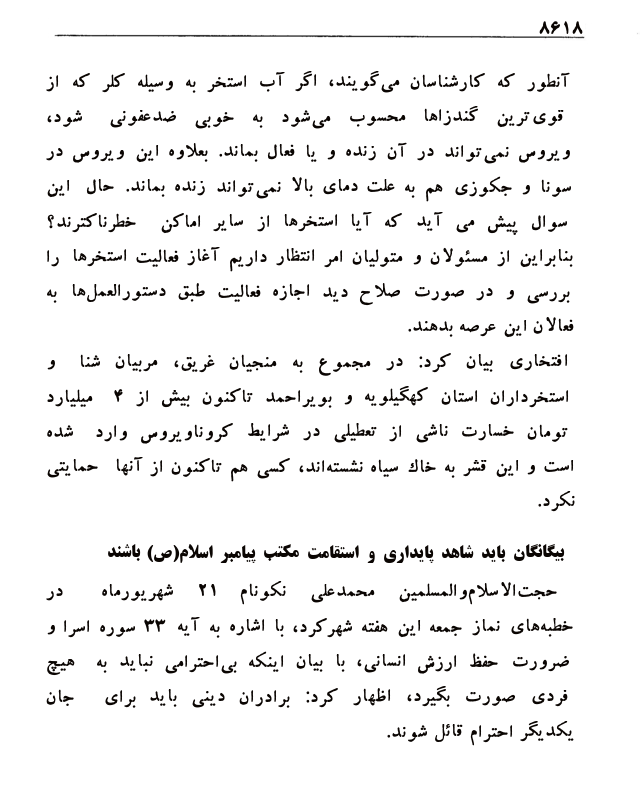 ۸۶۱۸
آنطور که کارشناسان می‌گویند، اگر آب استخر به وسیله کلر که از
قوی‌ترین گندزاها محسوب می‌شود به خوبی ضدعفونی شود،
ویروس نمی‌تواند در آن زنده و یا فعال بماند. بعلاوه این ویروس در
سونا و جکوزی هم به علت دمای بالا نمی‌تواند زنده بماند. حال این
سوال پیش می آید که آیا استخرها از سایر اماکن خطرناکترند؟
بنابراین از مسئولان و متولیان امر انتظار داریم آغاز فعالیت استخرها را
بررسی و در صورت صلاح دید اجازه فعالیت طبق دستورالعمل‌ها به
فعالان این عرصه بدهند.
افتخاری بیان کرد: در مجموع به منجیان غریق، مربیان شنا و
استخرداران استان کهگیلویه و بویراحمد تاکنون بیش از ۴ میلیارد
تومان خسارت ناشی از تعطیلی در شرایط کروناویروس وارد شده
است و این قشر به خاك سیاه نشسته‌اند، کسی هم تاکنون از آنها حمایتی
نکرد.
بیگانگان باید شاهد پایداری و استقامت مکتب پیامبر اسلام(ص) باشند
حجت‌الاسلام‌والمسلمین محمدعلی نکونام ۲۱ شهریورماه در
خطبه‌های نماز جمعه این هفته شهرکرد، با اشاره به آیه ۳۳ سوره اسرا و
ضرورت حفظ ارزش انسانی، با بیان اینکه بی‌احترامی نباید به هیچ
فردی صورت بگیرد، اظهار کرد: برادران دینی باید برای جان
یکدیگر احترام قائل شوند.